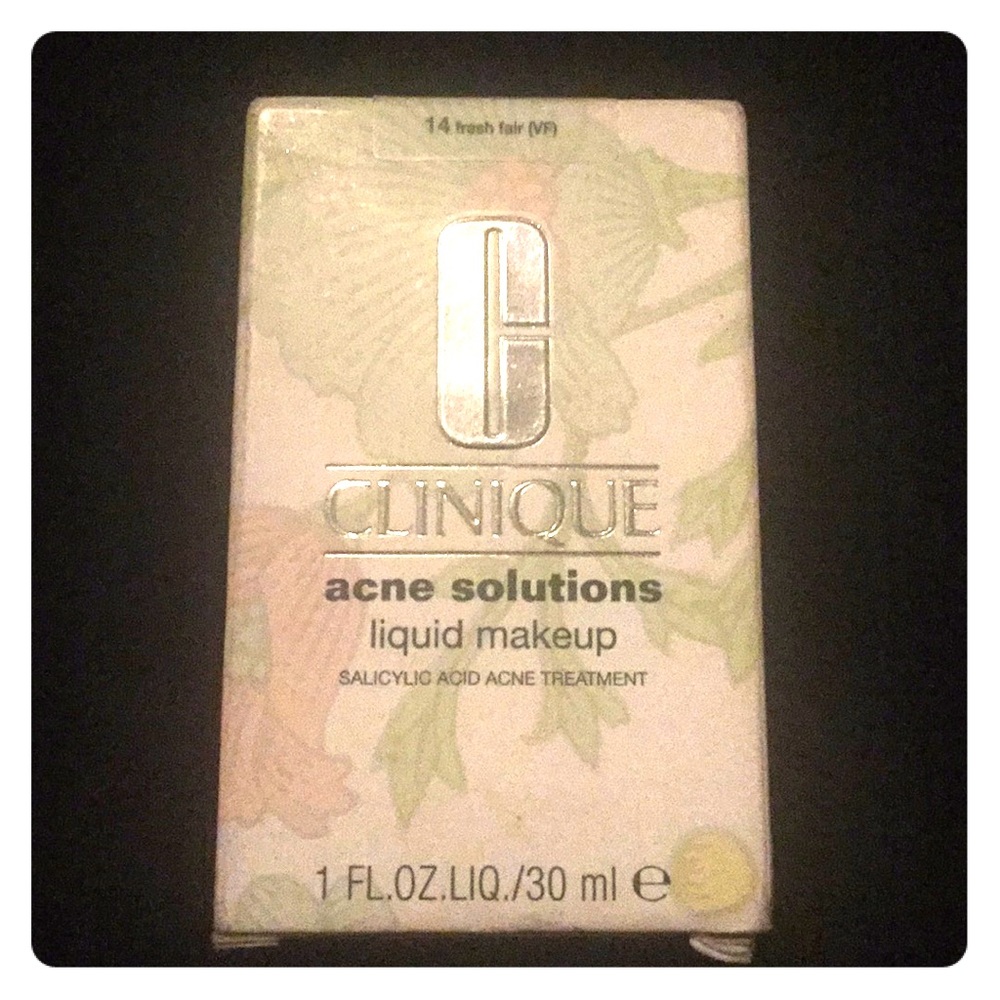 14 fresh fair (VF)
C
CLINIQUE
acne solutions
liquid makeup
SALICYLIC ACID ACNE TREATMENT
1 FL.OZ.LIQ./30 ml ℮